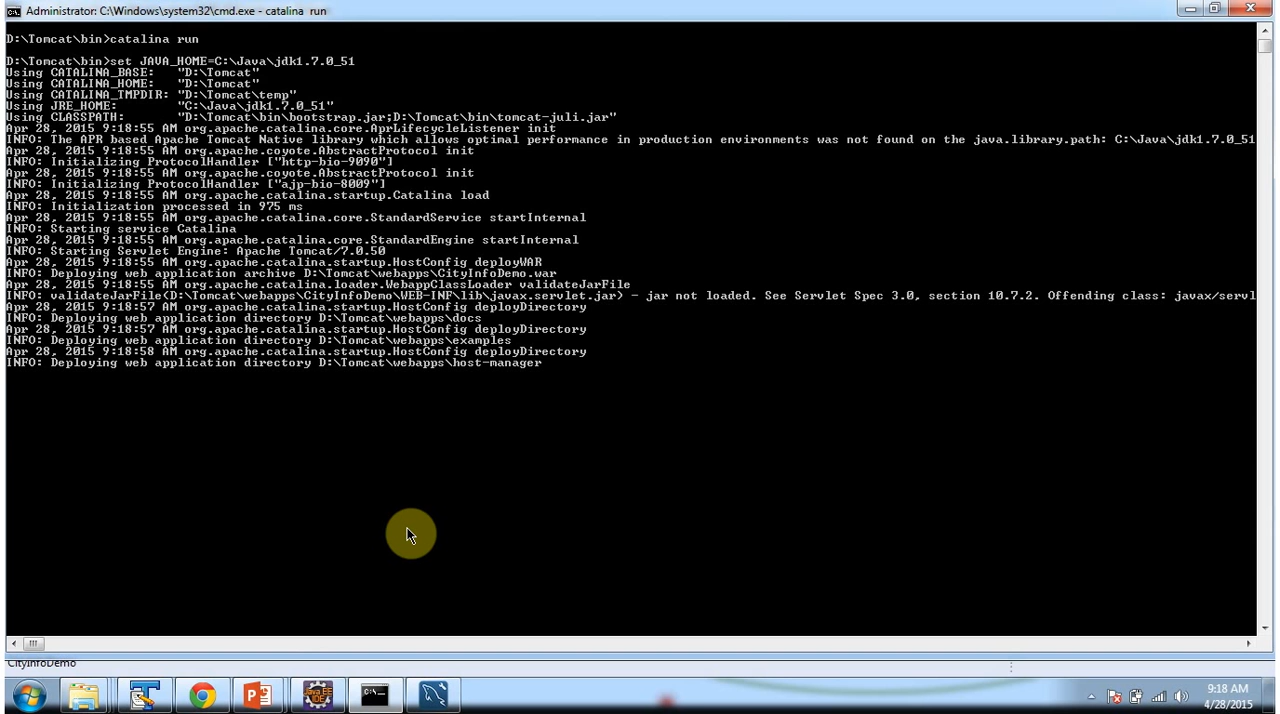 Administrator: C:\Windows\system32\cmd.exe - catalina run
D:\Tomcat\bin>catalina run
D:\Tomcat\bin>set JAVA_HOME=C:\Java\jdk1.7.0_51
Using CATALINA_BASE: "D:\Tomcat"
Using CATALINA_HOME: "D:\Tomcat"
Using CATALINA_TMPDIR: "D:\Tomcat\temp"
Using JRE_HOME: "C:\Java\jdk1.7.0_51"
Using CLASSPATH: "D:\Tomcat\bin\bootstrap.jar;D:\Tomcat\bin\tomcat-juli.jar"
Apr 28, 2015 9:18:55 AM org.apache.catalina.core.AprLifecycleListener init
INFO: The APR based Apache Tomcat Native library which allows optimal performance in production environments was not found on the java.library.path: C:\Java\jdk1.7.0_51
Apr 28, 2015 9:18:55 AM org.apache.coyote.AbstractProtocol init
INFO: Initializing ProtocolHandler ["http-bio-9090"]
Apr 28, 2015 9:18:55 AM org.apache.coyote.AbstractProtocol init
INFO: Initializing ProtocolHandler ["ajp-bio-8009"]
Apr 28, 2015 9:18:55 AM org.apache.catalina.startup.Catalina load
INFO: Initialization processed in 975 ms
Apr 28, 2015 9:18:55 AM org.apache.catalina.core.StandardService startInternal
INFO: Starting service Catalina
Apr 28, 2015 9:18:55 AM org.apache.catalina.core.StandardEngine startInternal
INFO: Starting Servlet Engine: Apache Tomcat/7.0.50
Apr 28, 2015 9:18:55 AM org.apache.catalina.startup.HostConfig deployWAR
INFO: Deploying web application archive D:\Tomcat\webapps\CityInfoDemo.war
Apr 28, 2015 9:18:55 AM org.apache.catalina.loader.WebappClassLoader validateJarFile
INFO: validateJarFile(D:\Tomcat\webapps\CityInfoDemo\WEB-INF\lib\javax.servlet.jar) - jar not loaded. See Servlet Spec 3.0, section 10.7.2. Offending class: javax/servl
Apr 28, 2015 9:18:57 AM org.apache.catalina.startup.HostConfig deployDirectory
INFO: Deploying web application directory D:\Tomcat\webapps\docs
Apr 28, 2015 9:18:57 AM org.apache.catalina.startup.HostConfig deployDirectory
INFO: Deploying web application directory D:\Tomcat\webapps\examples
Apr 28, 2015 9:18:58 AM org.apache.catalina.startup.HostConfig deployDirectory
INFO: Deploying web application directory D:\Tomcat\webapps\host-manager
CityInfoDemo
Java EE
IDE
9:18 AM
4/28/2015